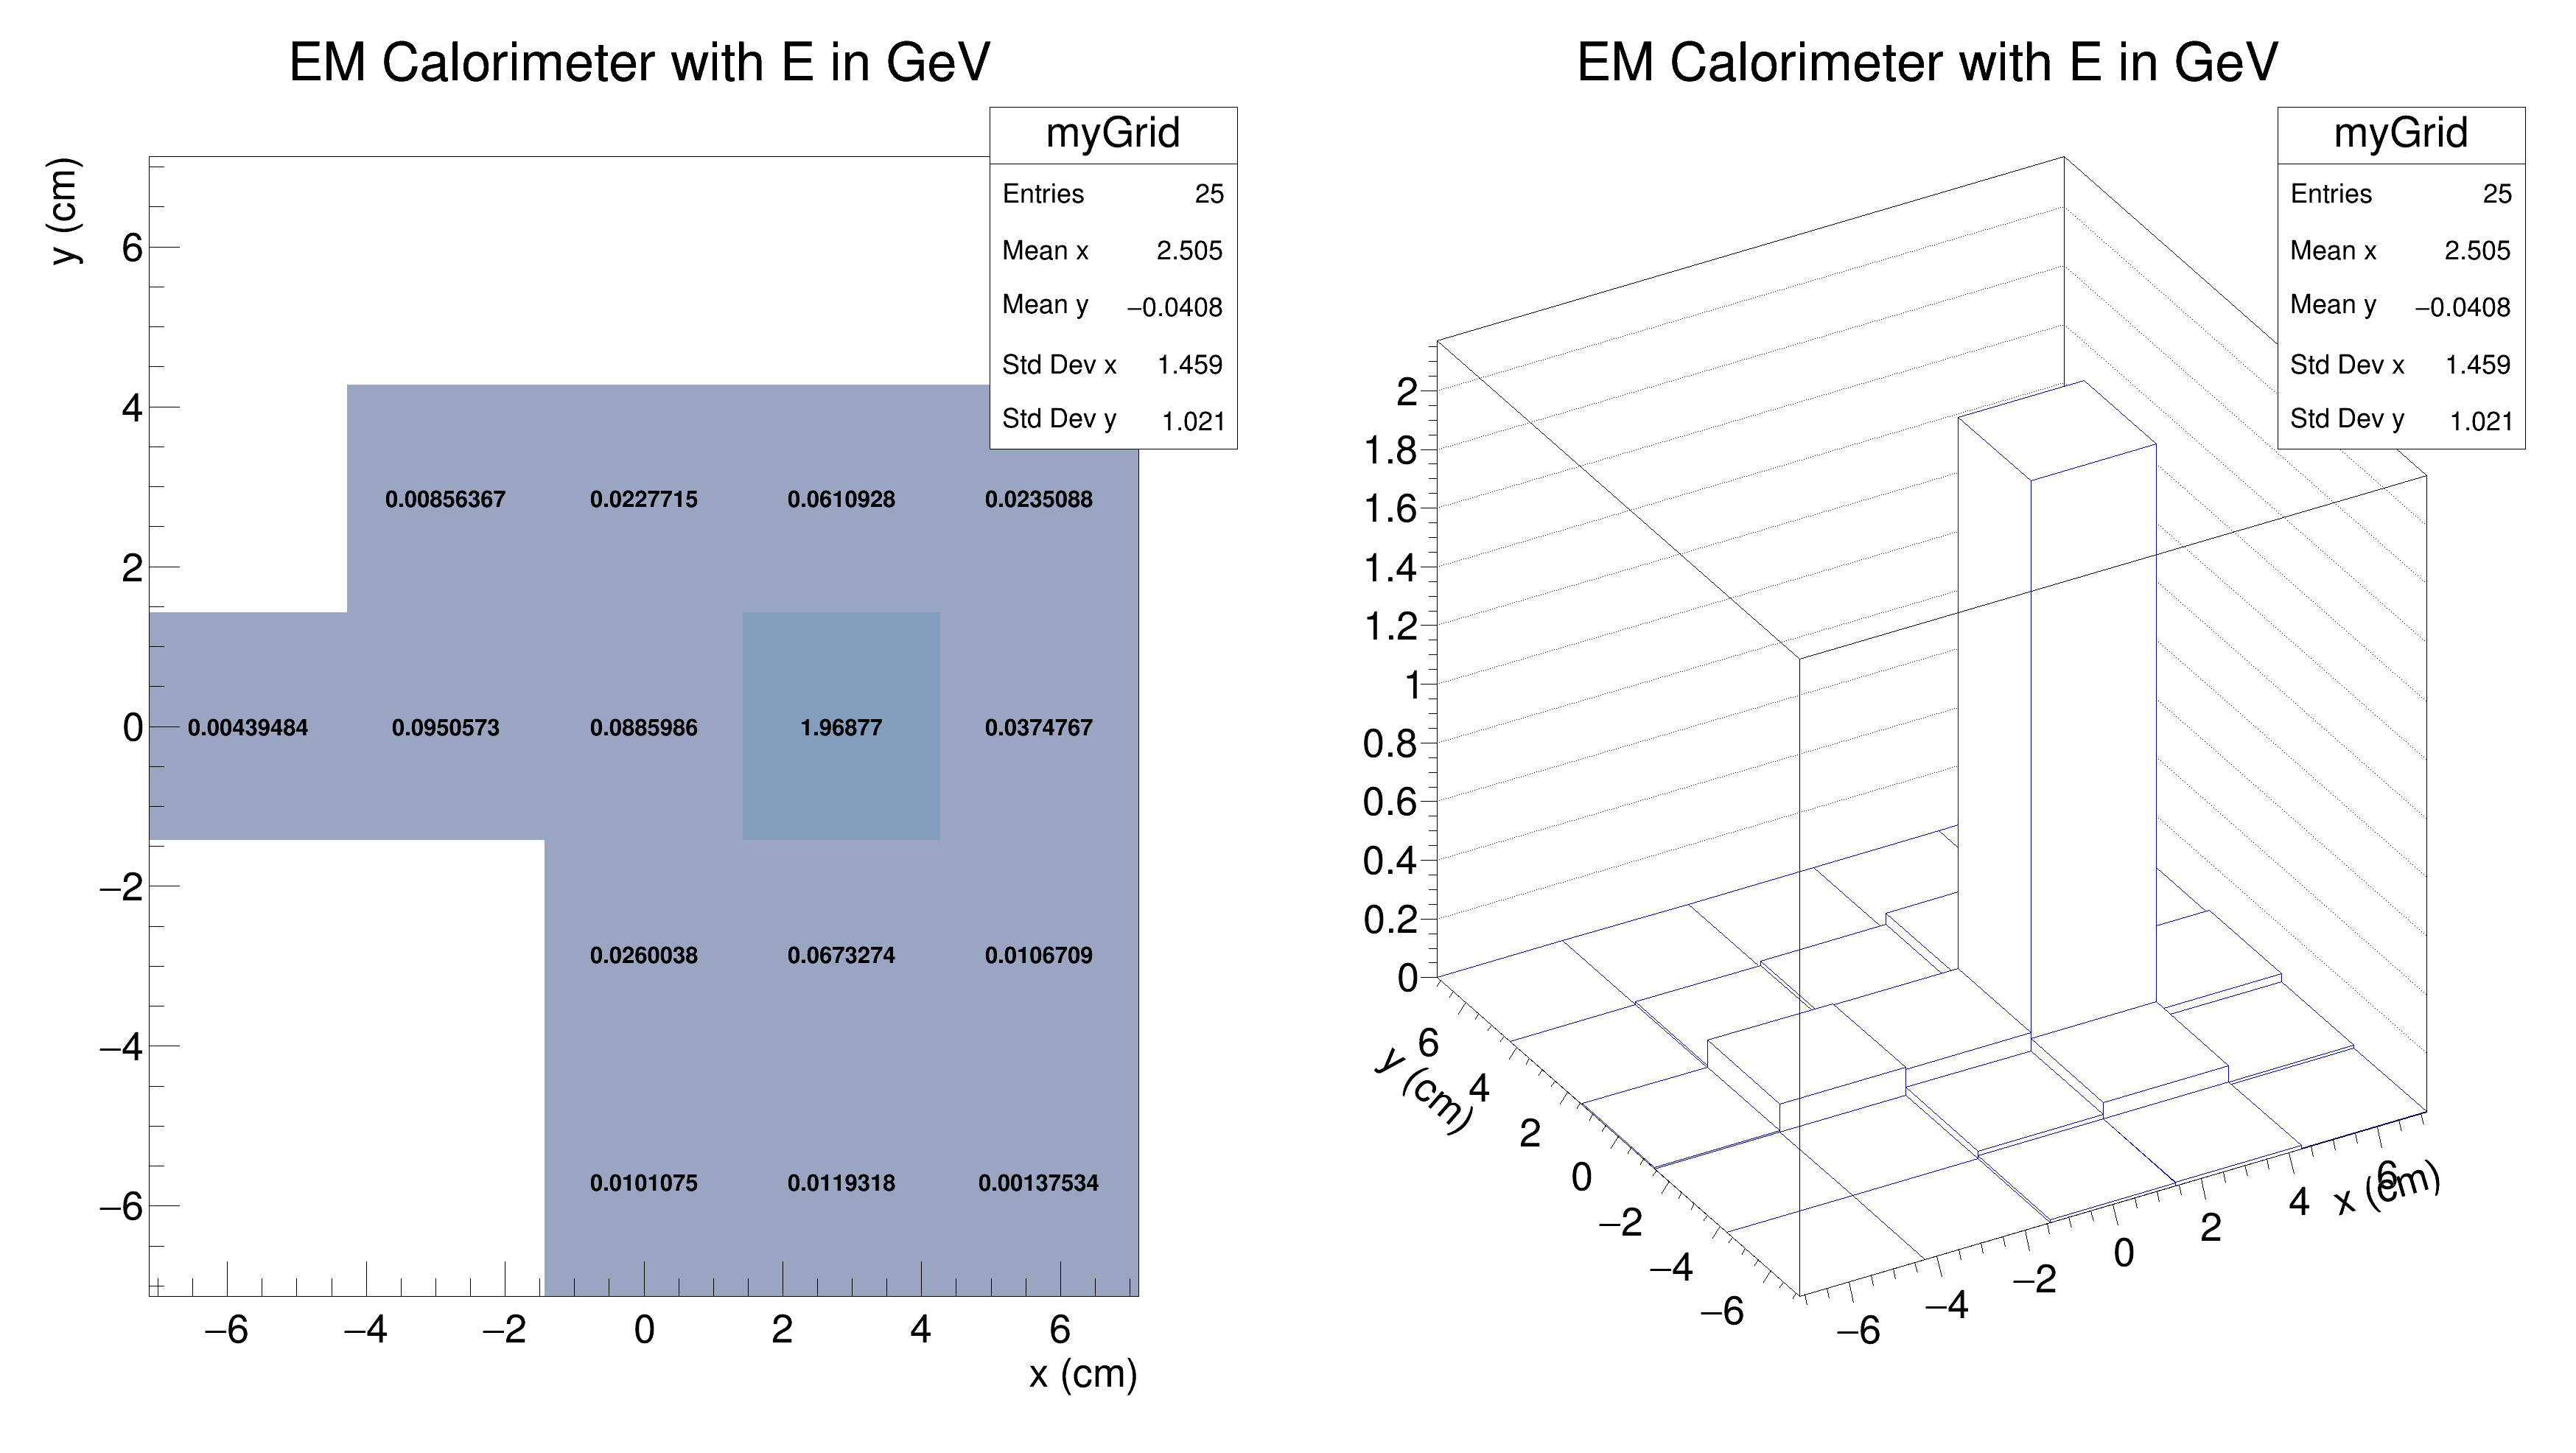 EM Calorimeter with E in GeV
myGrid
Entries 25
Mean x 2.505
Mean y −0.0408
Std Dev x 1.459
Std Dev y 1.021
y (cm)
6
4
2
0
−2
−4
−6
0.00856367 0.0227715 0.0610928 0.0235088
0.00439484 0.0950573 0.0885986 1.96877 0.0374767
0.0260038 0.0673274 0.0106709
0.0101075 0.0119318 0.00137534
−6 −4 −2 0 2 4 6
x (cm)
EM Calorimeter with E in GeV
myGrid
Entries 25
Mean x 2.505
Mean y −0.0408
Std Dev x 1.459
Std Dev y 1.021
2
1.8
1.6
1.4
1.2
1
0.8
0.6
0.4
0.2
0
y (cm)
6
4
2
0
−2
−4
−6
−6 −4 −2 0 2 4 6
x (cm)